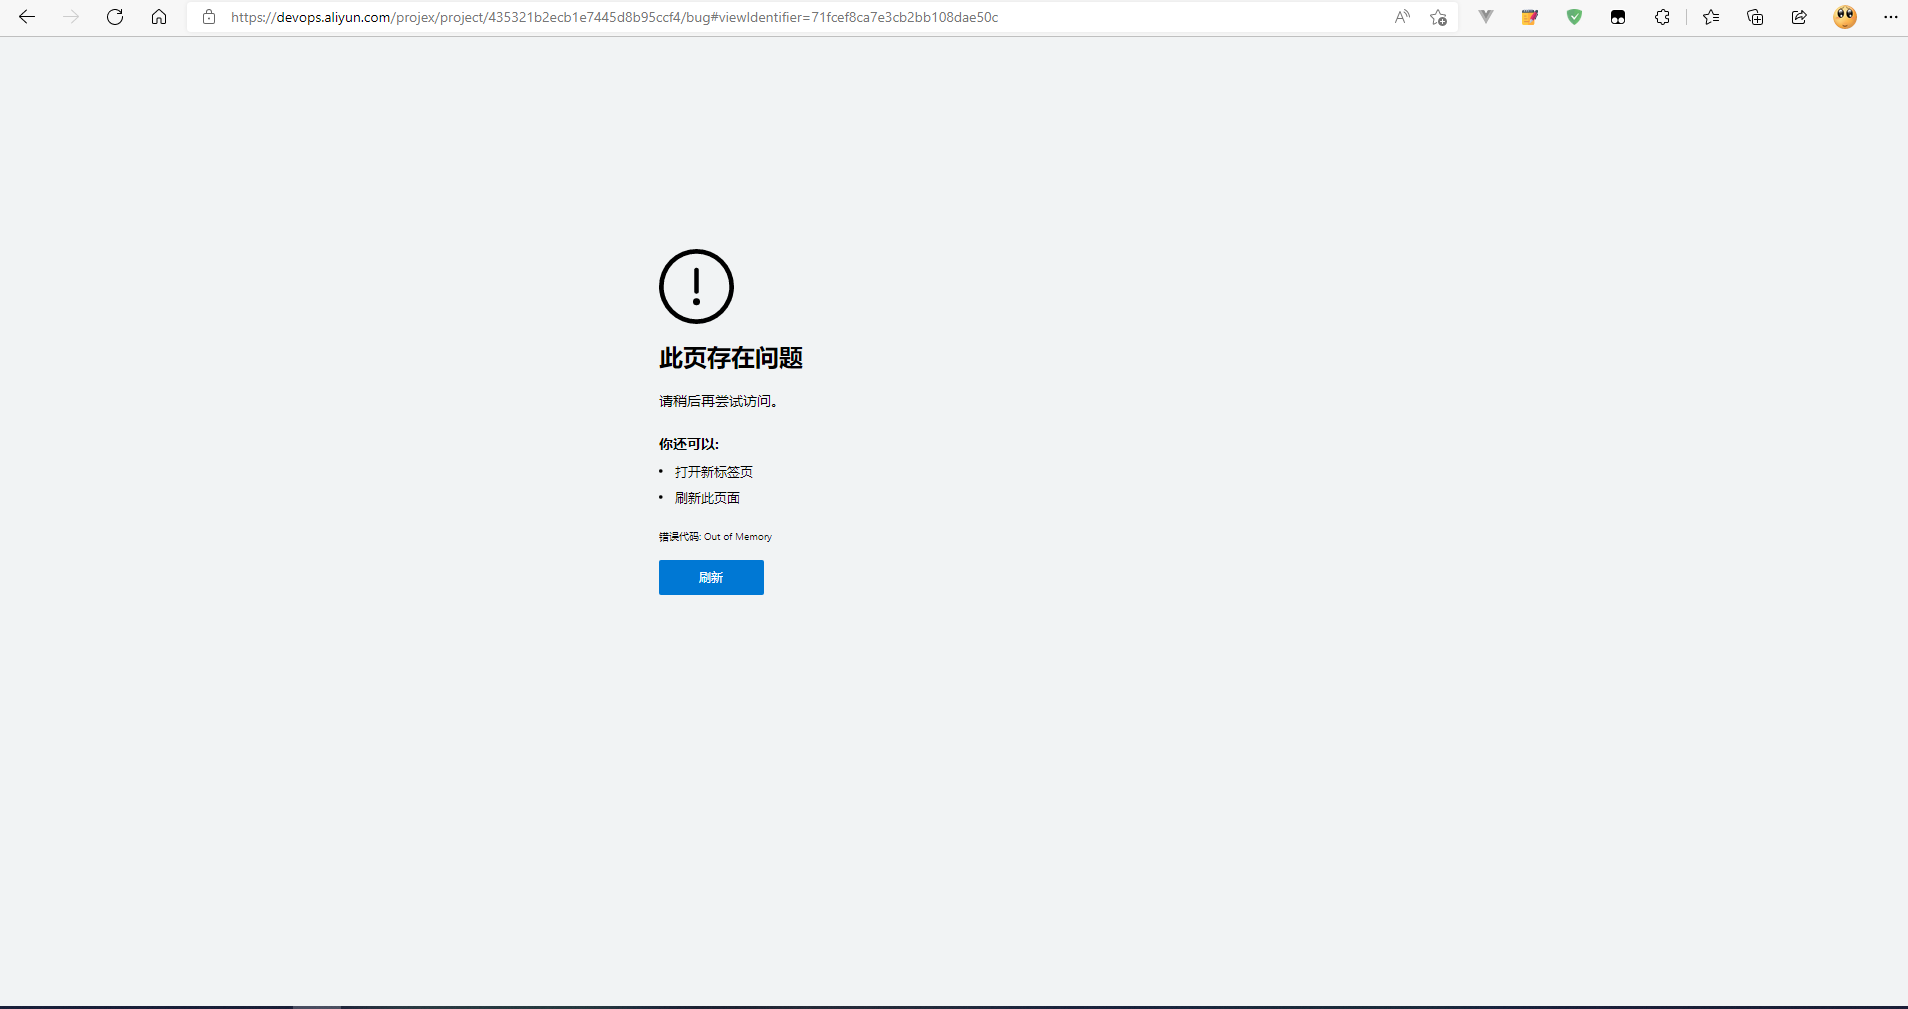 https://devops.aliyun.com/projex/project/435321b2ecb1e7445d8b95ccf4/bug#viewIdentifier=71fcef8ca7e3cb2bb108dae50c
此页存在问题
请稍后再尝试访问。
你还可以:
• 打开新标签页
• 刷新此页面
错误代码: Out of Memory
刷新